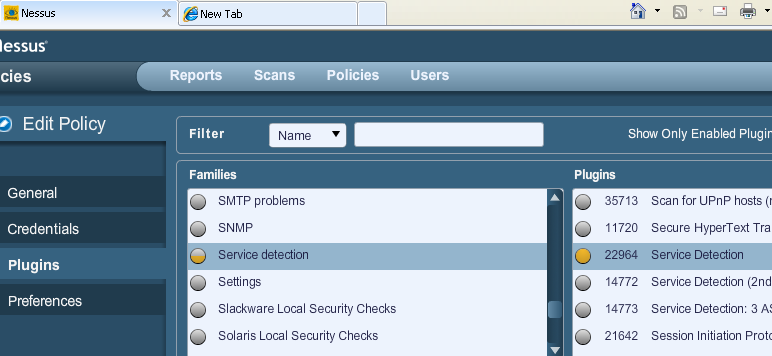 Nessus
New Tab
Nessus®
cies
Reports Scans Policies Users
Edit Policy
Filter Name Show Only Enabled Plugin
Families Plugins
General
Credentials
Plugins
Preferences
SMTP problems
SNMP
Service detection
Settings
Slackware Local Security Checks
Solaris Local Security Checks
35713 Scan for UPnP hosts (
11720 Secure HyperText Tra
22964 Service Detection
14772 Service Detection (2nd
14773 Service Detection: 3 AS
21642 Session Initiation Proto